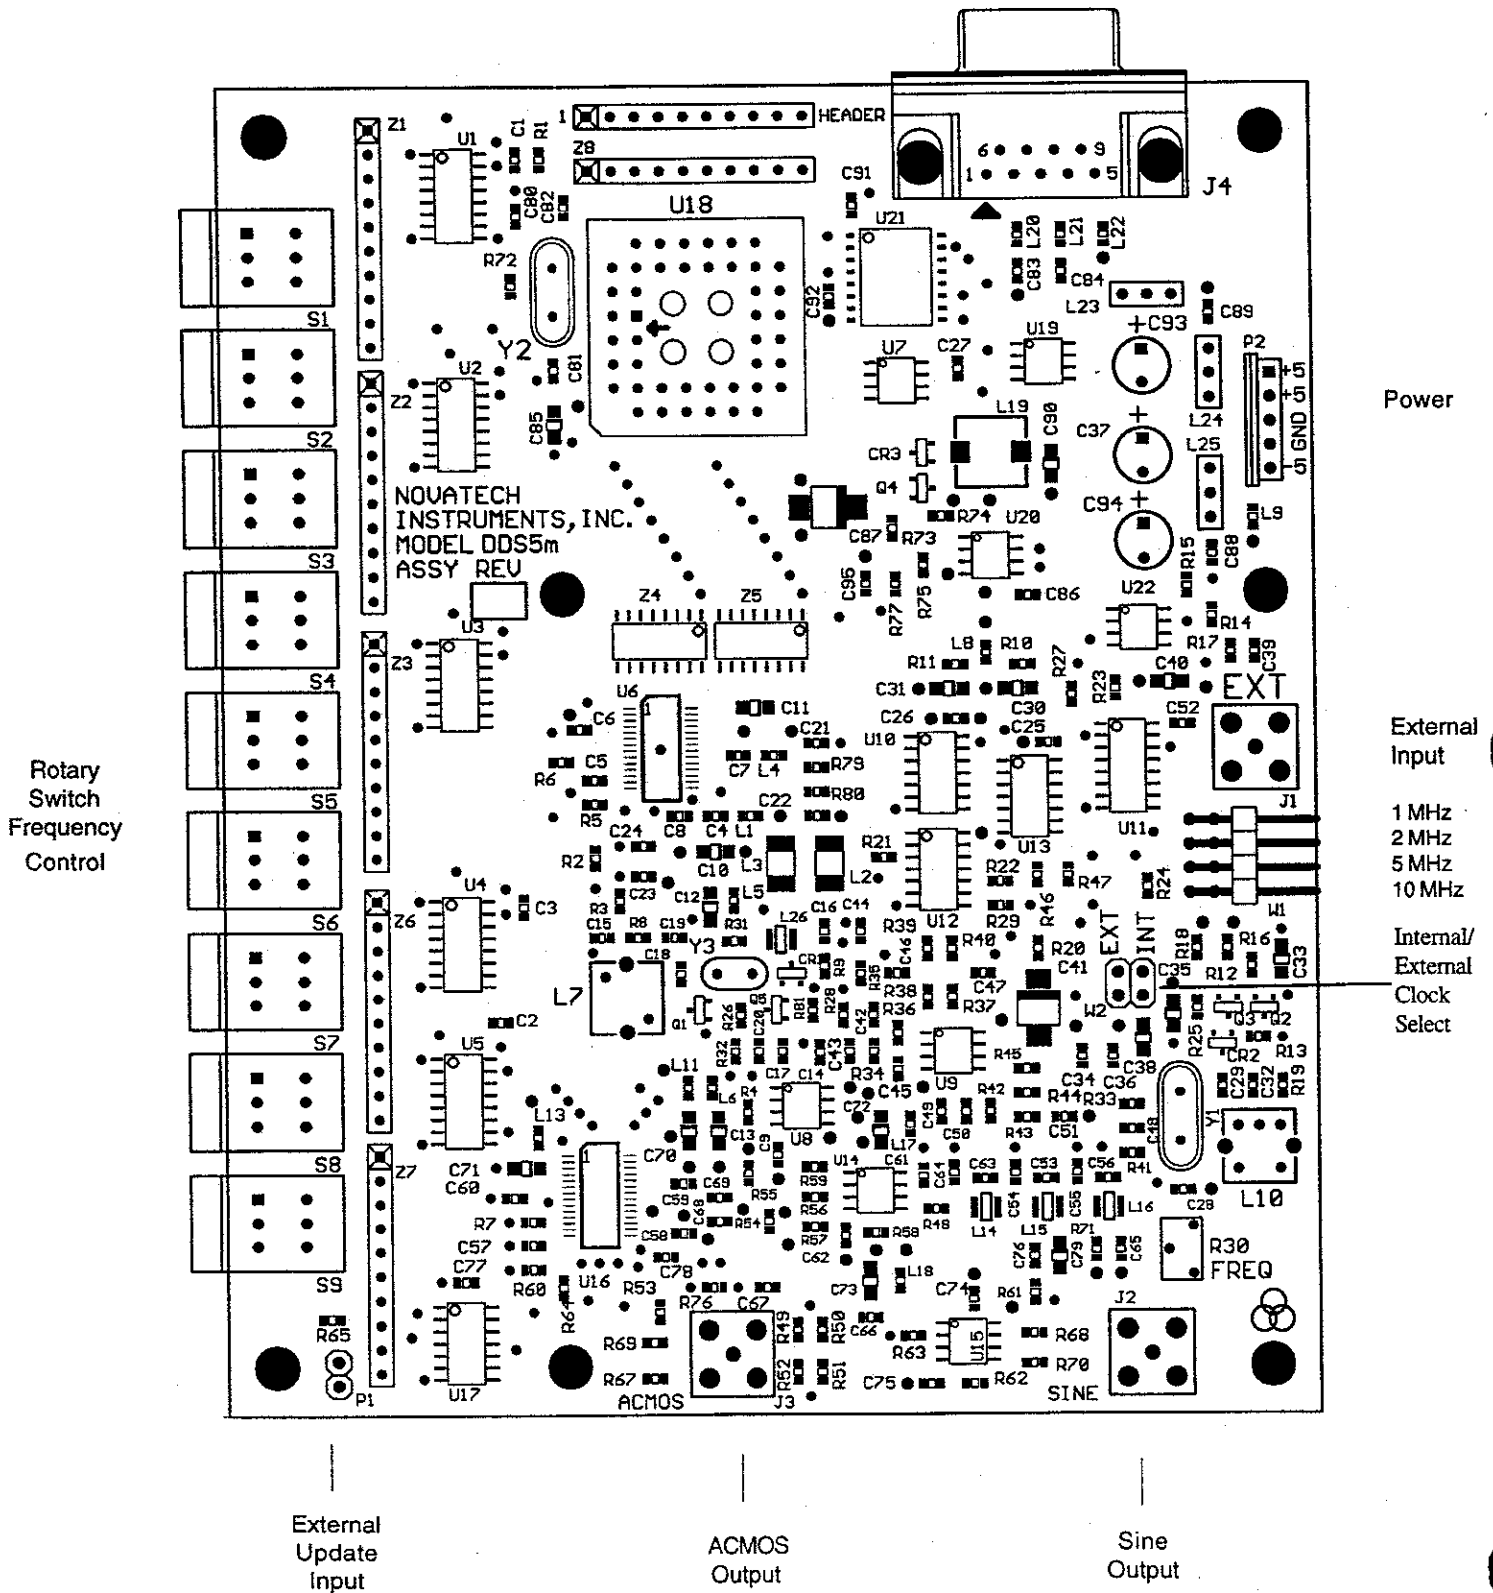 HEADER
1
Z1
U1
C1
R1
Z8
6
9
1
5
J4
C91
U18
U21
C80
C82
L20
L21
L22
R72
C83
C84
C92
L23
S1
Y2
+C93
C89
U19
U7
C27
P2
+5
+5
GND
-5
U2
C81
Z2
S2
C85
L19
C90
C37
+
L24
L25
CR3
Q4
Power
NOVATECH
INSTRUMENTS, INC.
MODEL DDS5m
ASSY REV
C94
+
L9
R74
U20
C87
R73
R15
C88
S3
C95
R77
R75
C86
U22
R14
Z4
Z5
U3
Z3
L8
R10
R17
C39
R11
R27
R23
C40
EXT
S4
U6
1
C11
C31
C30
C6
C21
C26
C25
C52
U10
R6
C5
C7
L4
R79
R80
External
Input
J1
S5
R5
C22
C8
C4
L1
U13
U11
1 MHz
2 MHz
5 MHz
10 MHz
Rotary
Switch
Frequency
Control
C24
R2
L3
C10
L2
R21
R22
R47
R24
W1
U4
C23
C12
L5
C3
R3
C16
C44
U12
R29
R46
S6
Z6
C15
R8
C19
R31
L26
R39
R40
R20
EXT
INT
R18
R16
Internal/
External
Clock
Select
Y3
C18
R9
R35
C46
C41
C47
C35
R12
C33
L7
R38
R37
W2
Q1
R26
C20
R81
R28
C42
R36
R25
Q3
Q2
C2
S7
U5
R32
C43
R34
R45
C38
CR2
R13
L11
C17
C14
C45
U9
R42
C34
C36
C29
C32
R19
L13
L6
R4
U8
C72
C49
R44
R33
Y1
C13
C9
L17
C50
R43
C51
C48
R41
S8
Z7
C71
C60
1
C70
C69
R59
U14
C61
C64
C63
C53
C56
L10
C59
C68
R55
R56
C54
C55
L16
C28
R7
R54
R57
R58
R48
L14
L15
R71
C57
C58
C62
C76
C79
C65
R30
FREQ
C77
R60
U16
R53
C78
C73
L18
C74
R61
S9
R64
R76
C67
J2
R65
R49
R50
C66
R63
U15
R68
R69
R70
R67
R52
R51
C75
R62
P1
U17
ACMOS
J3
SINE
External
Update
Input
ACMOS
Output
Sine
Output